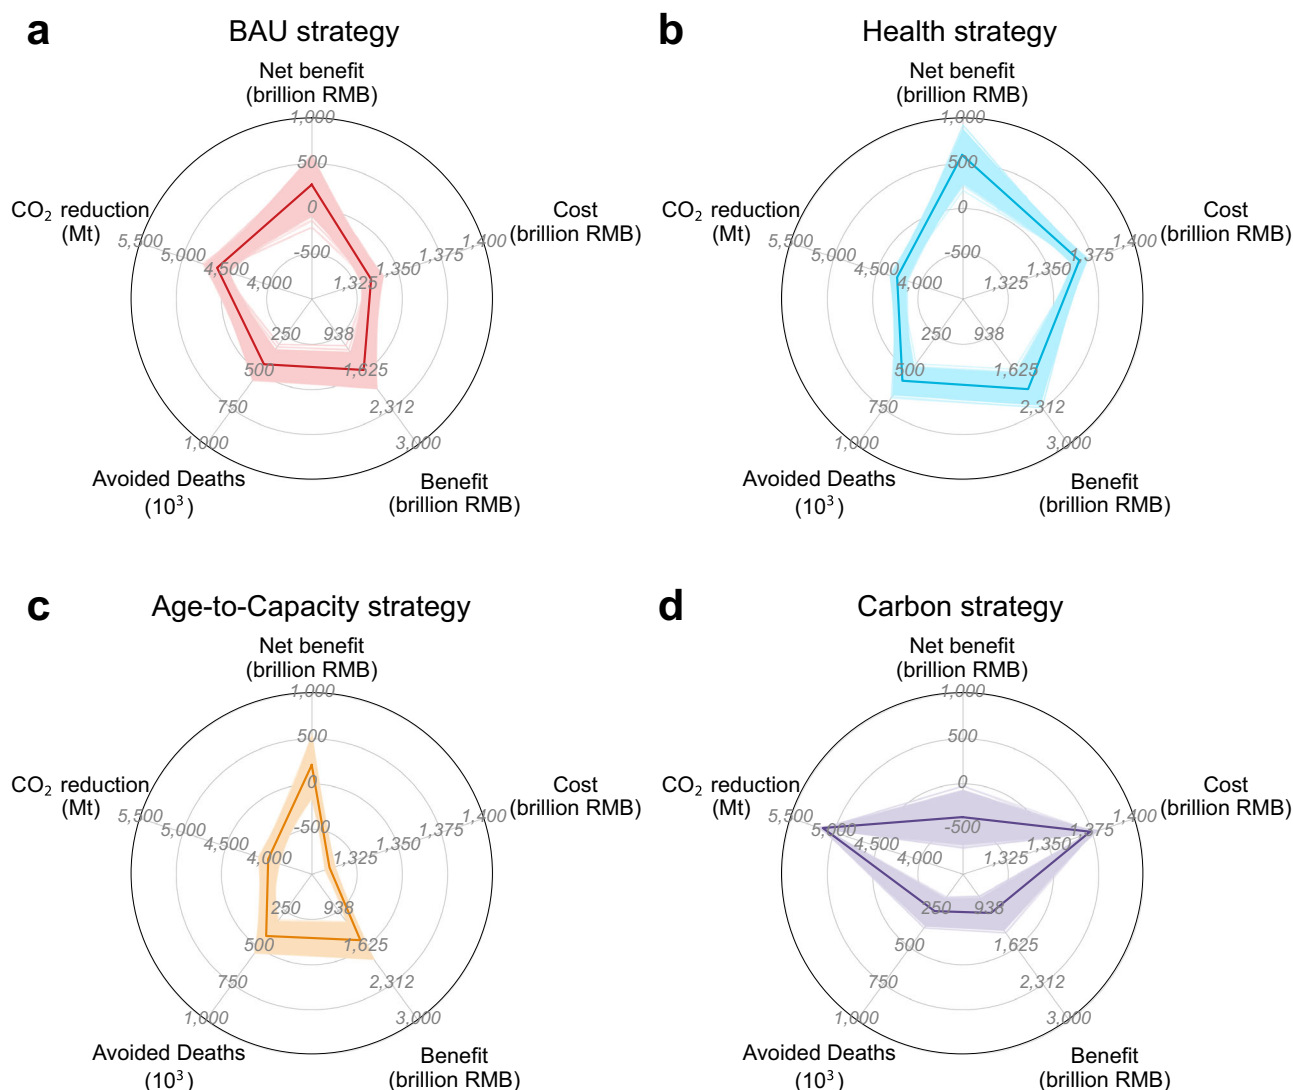 a
BAU strategy
Net benefit
(brillion RMB)
1,000
500
0
-500
CO2 reduction
(Mt)
5,500
5,000
4,500
4,000
Cost
(brillion RMB)
1,400
1,375
1,350
1,325
250
500
750
1,000
938
1,625
2,312
3,000
Avoided Deaths
(10³)
Benefit
(brillion RMB)
b
Health strategy
Net benefit
(brillion RMB)
1,000
500
0
-500
CO2 reduction
(Mt)
5,500
5,000
4,500
4,000
Cost
(brillion RMB)
1,400
1,375
1,350
1,325
250
500
750
1,000
938
1,625
2,312
3,000
Avoided Deaths
(10³)
Benefit
(brillion RMB)
c
Age-to-Capacity strategy
Net benefit
(brillion RMB)
1,000
500
0
-500
CO2 reduction
(Mt)
5,500
5,000
4,500
4,000
Cost
(brillion RMB)
1,400
1,375
1,350
1,325
250
500
750
1,000
938
1,625
2,312
3,000
Avoided Deaths
(10³)
Benefit
(brillion RMB)
d
Carbon strategy
Net benefit
(brillion RMB)
1,000
500
0
-500
CO2 reduction
(Mt)
5,500
5,000
4,500
4,000
Cost
(brillion RMB)
1,400
1,375
1,350
1,325
250
500
750
1,000
938
1,625
2,312
3,000
Avoided Deaths
(10³)
Benefit
(brillion RMB)